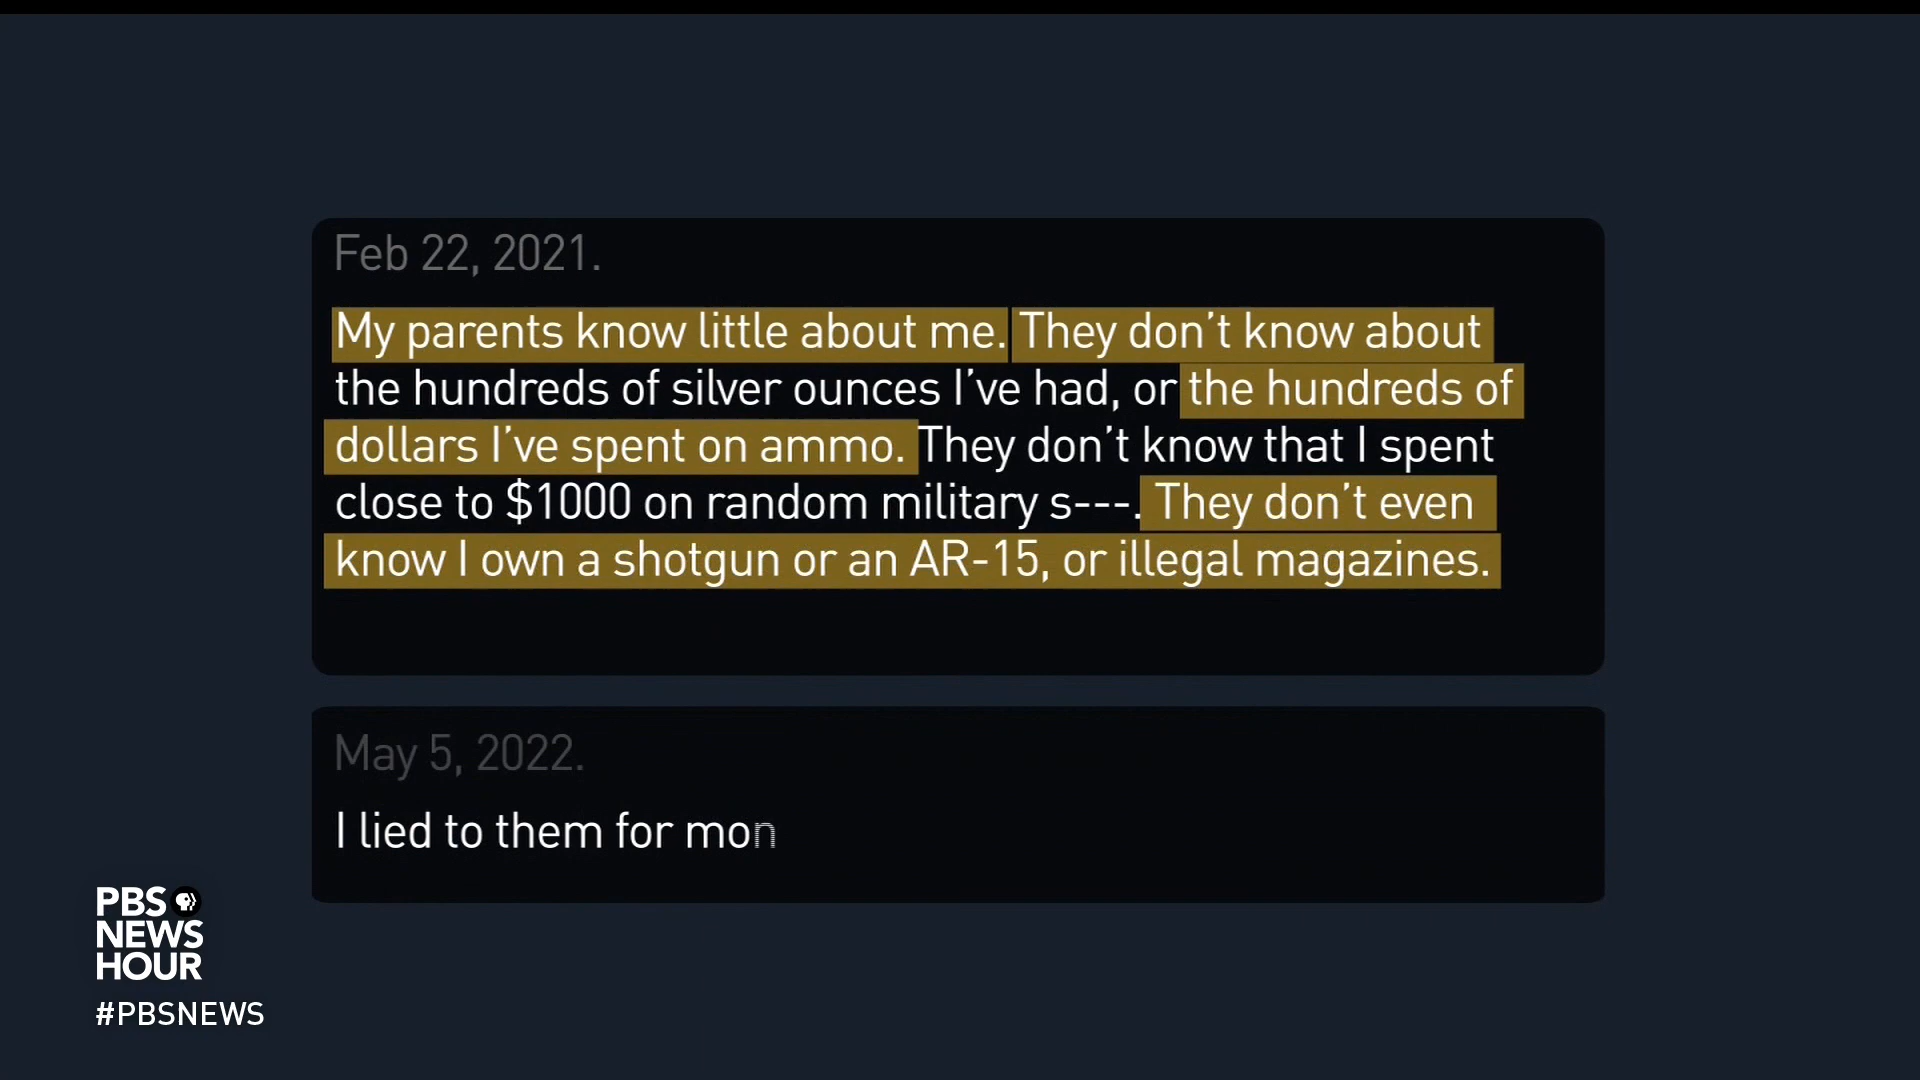 Feb 22, 2021.
My parents know little about me. They don’t know about
the hundreds of silver ounces I’ve had, or the hundreds of
dollars I’ve spent on ammo. They don’t know that I spent
close to $1000 on random military s---. They don’t even
know I own a shotgun or an AR-15, or illegal magazines.
May 5, 2022.
I lied to them for mon
PBS
NEWS
HOUR
#PBSNEWS